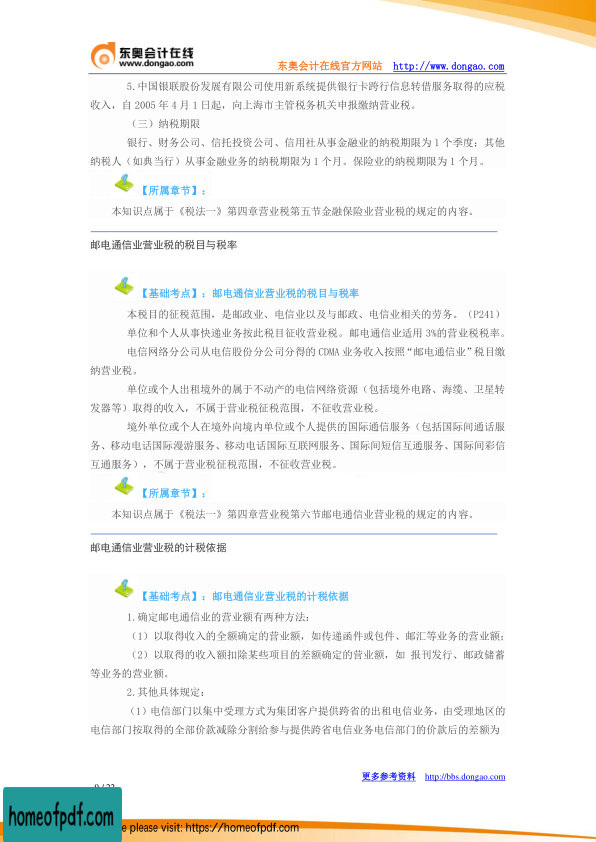 东奥会计在线
www.dongao.com
东奥会计在线官方网站 http://www.dongao.com
5.中国银联股份发展有限公司使用新系统提供银行卡跨行信息转借服务取得的应税
收入，自 2005 年 4 月 1 日起，向上海市主管税务机关申报缴纳营业税。
（三）纳税期限
银行、财务公司、信托投资公司、信用社从事金融业的纳税期限为 1 个季度；其他
纳税人（如典当行）从事金融业务的纳税期限为 1 个月。保险业的纳税期限为 1 个月。
【所属章节】：
本知识点属于《税法一》第四章营业税第五节金融保险业营业税的规定的内容。
邮电通信业营业税的税目与税率
【基础考点】：邮电通信业营业税的税目与税率
本税目的征税范围，是邮政业、电信业以及与邮政、电信业相关的劳务。（P241）
单位和个人从事快递业务按此税目征收营业税。邮电通信业适用 3%的营业税税率。
电信网络分公司从电信股份分公司分得的 CDMA 业务收入按照“邮电通信业”税目缴
纳营业税。
单位或个人出租境外的属于不动产的电信网络资源（包括境外电路、海缆、卫星转
发器等）取得的收入，不属于营业税征税范围，不征收营业税。
境外单位或个人在境外向境内单位或个人提供的国际通信服务（包括国际间通话服
务、移动电话国际漫游服务、移动电话国际互联网服务、国际间短信互通服务、国际间彩信
互通服务），不属于营业税征税范围，不征收营业税。
【所属章节】：
本知识点属于《税法一》第四章营业税第六节邮电通信业营业税的规定的内容。
邮电通信业营业税的计税依据
【基础考点】：邮电通信业营业税的计税依据
1.确定邮电通信业的营业额有两种方法：
（1）以取得收入的全额确定的营业额，如传递函件或包件、邮汇等业务的营业额；
（2）以取得的收入额扣除某些项目的差额确定的营业额，如 报刊发行、邮政储蓄
等业务的营业额。
2.其他具体规定：
（1）电信部门以集中受理方式为集团客户提供跨省的出租电信业务，由受理地区的
电信部门按取得的全部价款减除分割给参与提供跨省电信业务电信部门的价款后的差额为
更多参考资料 http://bbs.dongao.com
homeofpdf.com
please visit: https://homeofpdf.com